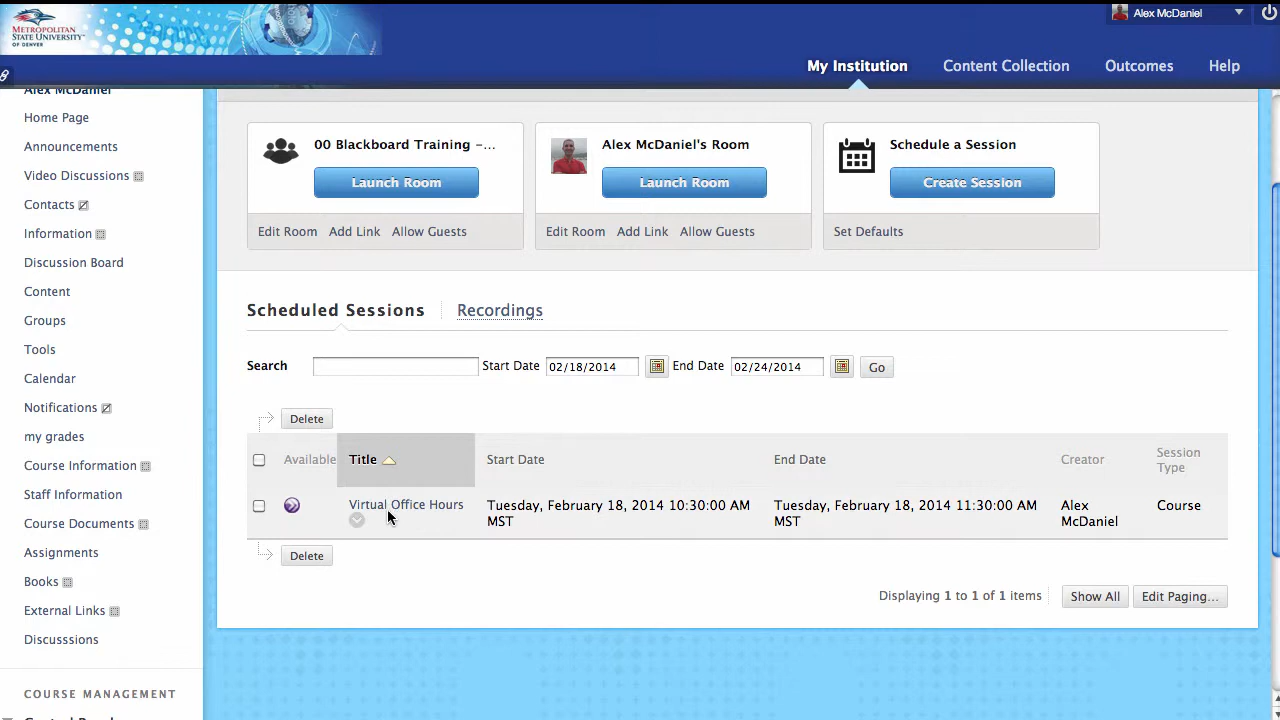 METROPOLITAN
STATE UNIVERSITY™
OF DENVER
Alex McDaniel
My Institution
Content Collection
Outcomes
Help
Alex McDaniel
Home Page
Announcements
Video Discussions
Contacts
Information
Discussion Board
Content
Groups
Tools
Calendar
Notifications
my grades
Course Information
Staff Information
Course Documents
Assignments
Books
External Links
Discusssions
COURSE MANAGEMENT
00 Blackboard Training –...
Launch Room
Edit Room Add Link Allow Guests
Alex McDaniel's Room
Launch Room
Edit Room Add Link Allow Guests
Schedule a Session
Create Session
Set Defaults
Scheduled Sessions
Recordings
Search
Start Date 02/18/2014
End Date 02/24/2014
Go
Delete
Available
Title
Start Date
End Date
Creator
Session
Type
Virtual Office Hours
Tuesday, February 18, 2014 10:30:00 AM
MST
Tuesday, February 18, 2014 11:30:00 AM
MST
Alex
McDaniel
Course
Delete
Displaying 1 to 1 of 1 items
Show All
Edit Paging...